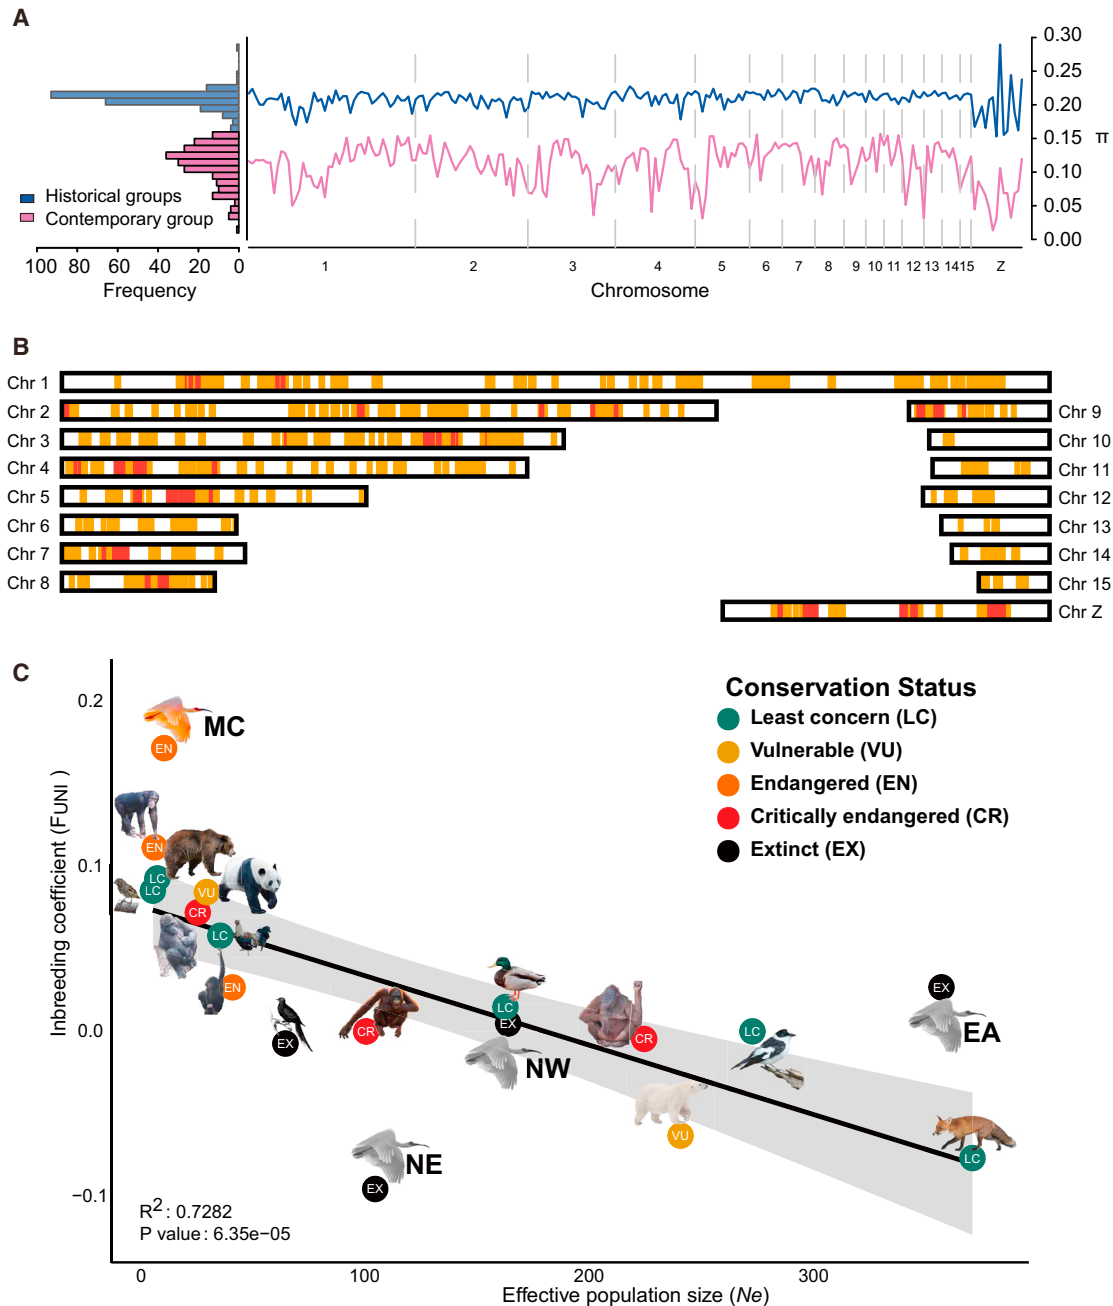 A
0.30
0.25
0.20
0.15
π
0.10
0.05
0.00
Historical groups
Contemporary group
100 80 60 40 20 0
Frequency
1 2 3 4 5 6 7 8 9 10 11 12 13 14 15 Z
Chromosome
B
Chr 1
Chr 2
Chr 9
Chr 3
Chr 10
Chr 4
Chr 11
Chr 5
Chr 12
Chr 6
Chr 13
Chr 7
Chr 14
Chr 8
Chr 15
Chr Z
C
0.2
0.1
0.0
−0.1
Inbreeding coefficient (FUNI )
Conservation Status
Least concern (LC)
Vulnerable (VU)
Endangered (EN)
Critically endangered (CR)
Extinct (EX)
MC
EN
EN
LC
LC
VU
CR
LC
EN
EX
CR
LC
EX
NW
CR
LC
EX
EA
VU
LC
NE
EX
R2 : 0.7282
P value : 6.35e−05
0 100 200 300
Effective population size (Ne)